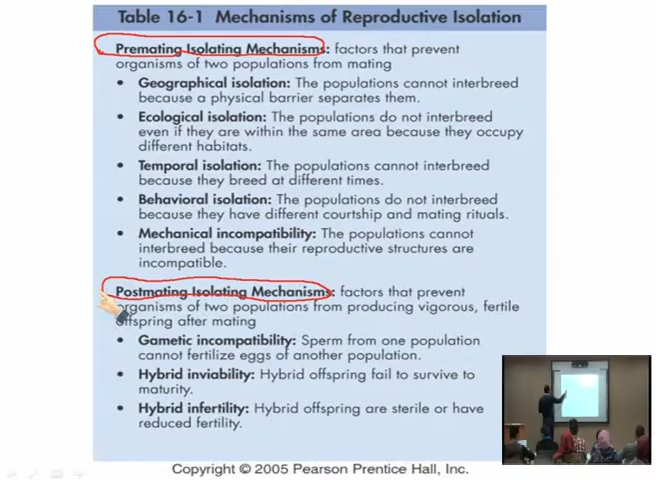 Table 16-1 Mechanisms of Reproductive Isolation
Premating Isolating Mechanisms: factors that prevent
organisms of two populations from mating
• Geographical isolation: The populations cannot interbreed
because a physical barrier separates them.
• Ecological isolation: The populations do not interbreed
even if they are within the same area because they occupy
different habitats.
• Temporal isolation: The populations cannot interbreed
because they breed at different times.
• Behavioral isolation: The populations do not interbreed
because they have different courtship and mating rituals.
• Mechanical incompatibility: The populations cannot
interbreed because their reproductive structures are
incompatible.
Postmating Isolating Mechanisms: factors that prevent
organisms of two populations from producing vigorous, fertile
offspring after mating
• Gametic incompatibility: Sperm from one population
cannot fertilize eggs of another population.
• Hybrid inviability: Hybrid offspring fail to survive to
maturity.
• Hybrid infertility: Hybrid offspring are sterile or have
reduced fertility.
Copyright © 2005 Pearson Prentice Hall, Inc.